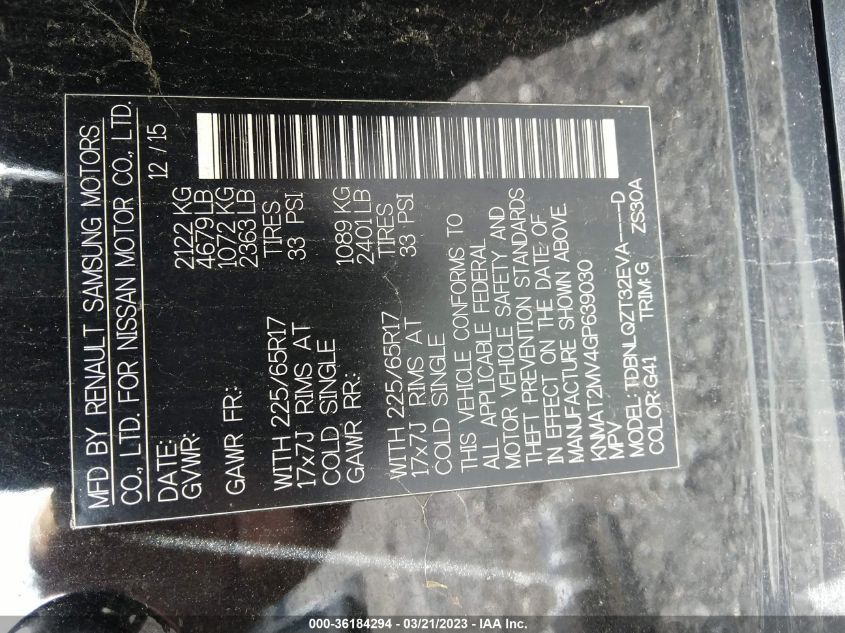 MFD BY RENAULT SAMSUNG MOTORS
CO., LTD. FOR NISSAN MOTOR CO., LTD.
DATE: 12 / 15
GVWR: 2122 KG
4679 LB
GAWR FR: 1072 KG
2363 LB
WITH 225/65R17 TIRES
17x7J RIMS AT 33 PSI
COLD SINGLE
GAWR RR: 1089 KG
2401 LB
WITH 225/65R17 TIRES
17x7J RIMS AT 33 PSI
COLD SINGLE
THIS VEHICLE CONFORMS TO
ALL APPLICABLE FEDERAL
MOTOR VEHICLE SAFETY AND
THEFT PREVENTION STANDARDS
IN EFFECT ON THE DATE OF
MANUFACTURE SHOWN ABOVE.
KNMAT2MV4GP639030
MPV
MODEL: TDBNLQZT32EVA----D
COLOR: G41 TRIM: G ZS30A
000-36184294 - 03/21/2023 - IAA Inc.